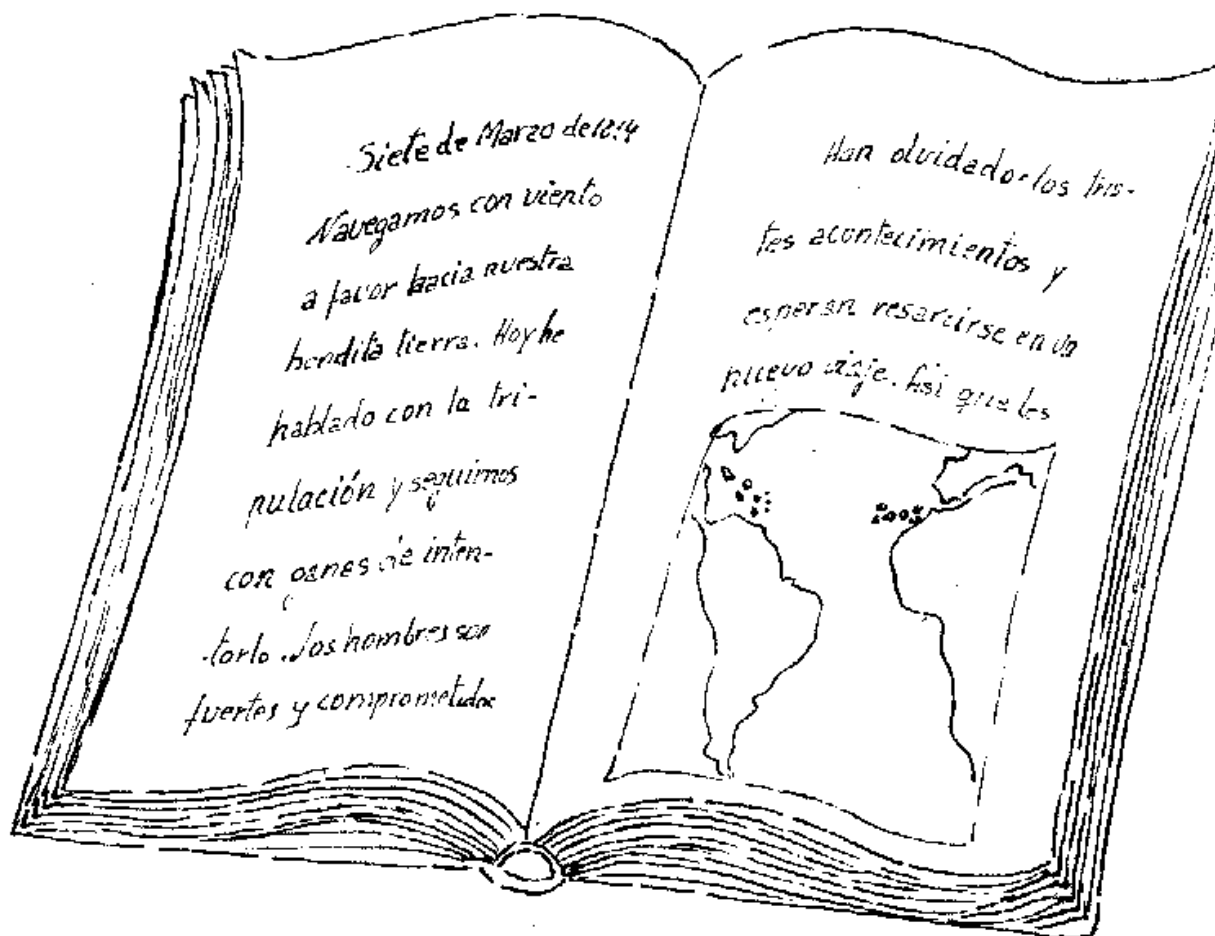 Siete de Marzo de
Navegamos con viento
a favor hacia nuestra
bendita tierra. Hoy he
hablado con la tri-
pulación y seguimos
con ganas de inten-
tarlo. Los hombres son
fuertes y comprometidos
Han olvidado los tris-
tes acontecimientos y
esperan resarcirse en un
nuevo viaje. Asi que les